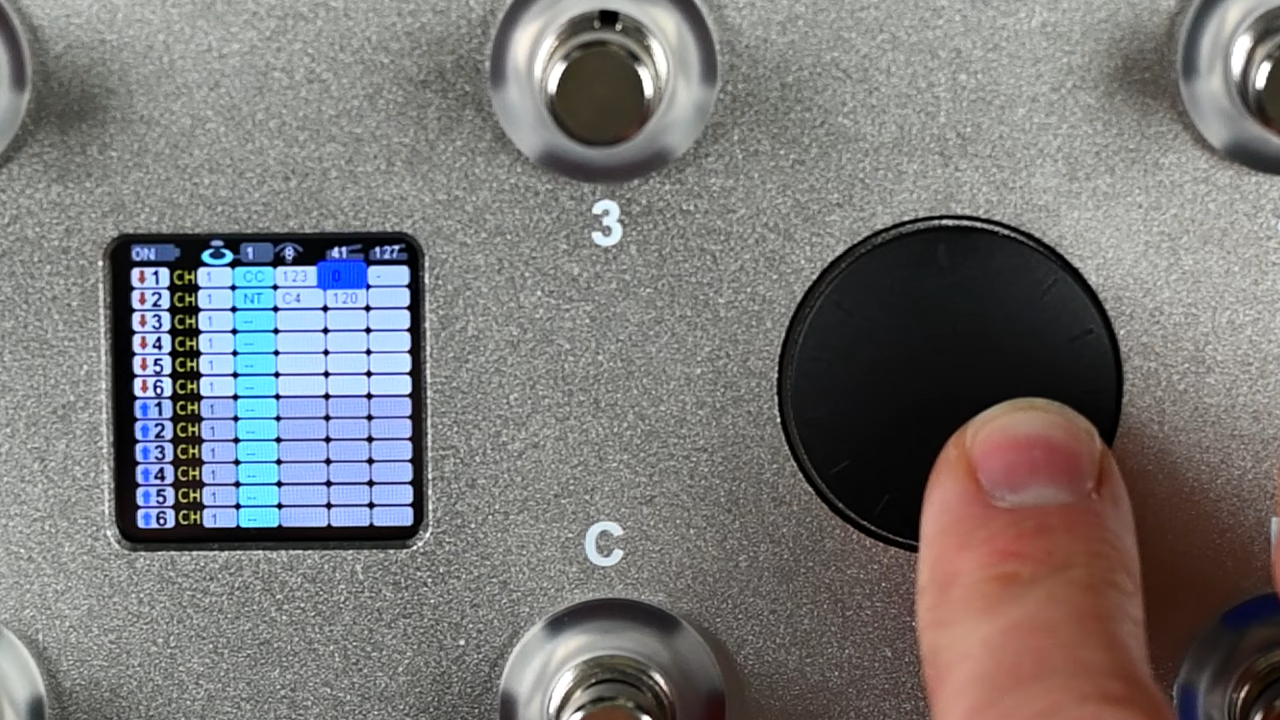 3
ON 1 8 41 127
1 CH 1 CC 123 0 -
2 CH 1 NT C4 120
3 CH 1 --
4 CH 1 --
5 CH 1 --
6 CH 1 --
1 CH 1 --
2 CH 1 --
3 CH 1 --
4 CH 1 --
5 CH 1 --
6 CH 1 --
C